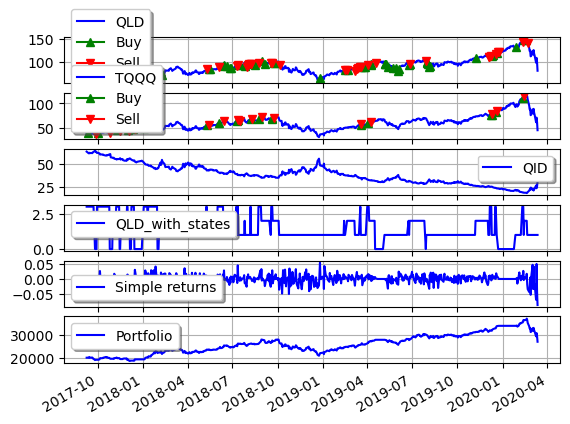 QLD
Buy
Sell
150
100
TQQQ
Buy
Sell
100
50
QID
50
25
QLD_with_states
2.5
0.0
Simple returns
0.05
0.00
−0.05
Portfolio
30000
20000
2017-10 2018-01 2018-04 2018-07 2018-10 2019-01 2019-04 2019-07 2019-10 2020-01 2020-04